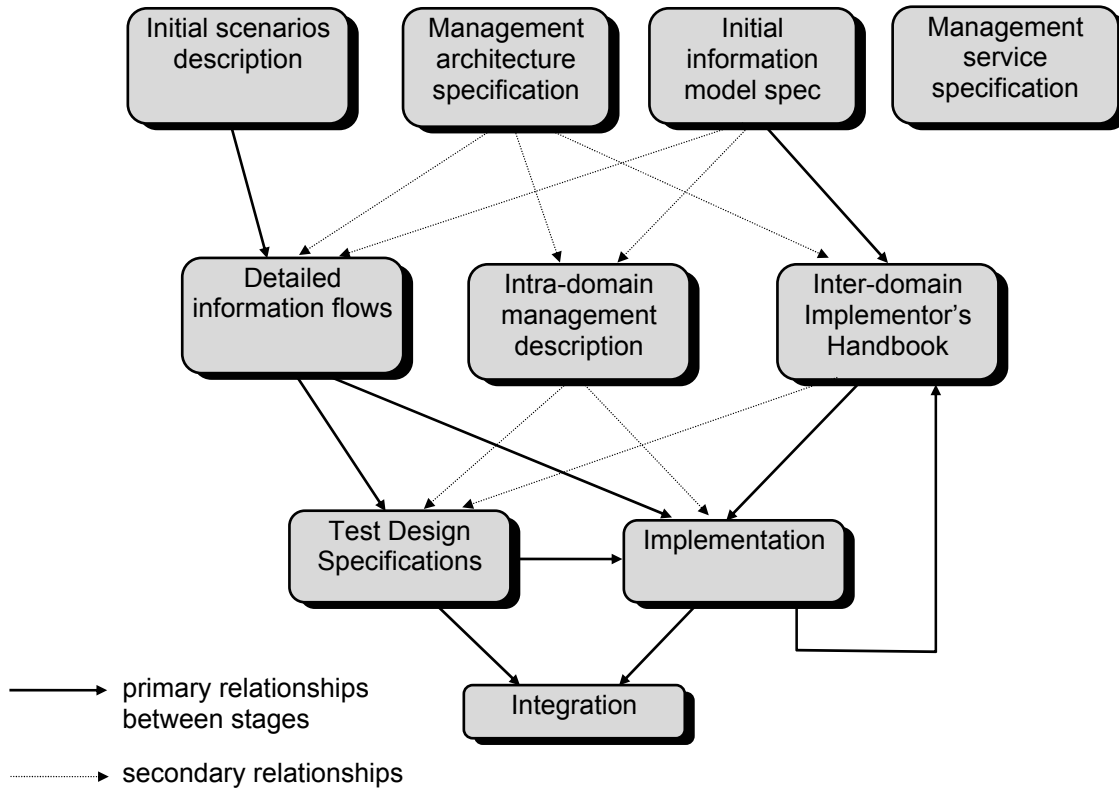 Initial scenarios
description
Management
architecture
specification
Initial
information
model spec
Management
service
specification
Detailed
information flows
Intra-domain
management
description
Inter-domain
Implementor’s
Handbook
Test Design
Specifications
Implementation
Integration
primary relationships
between stages
secondary relationships